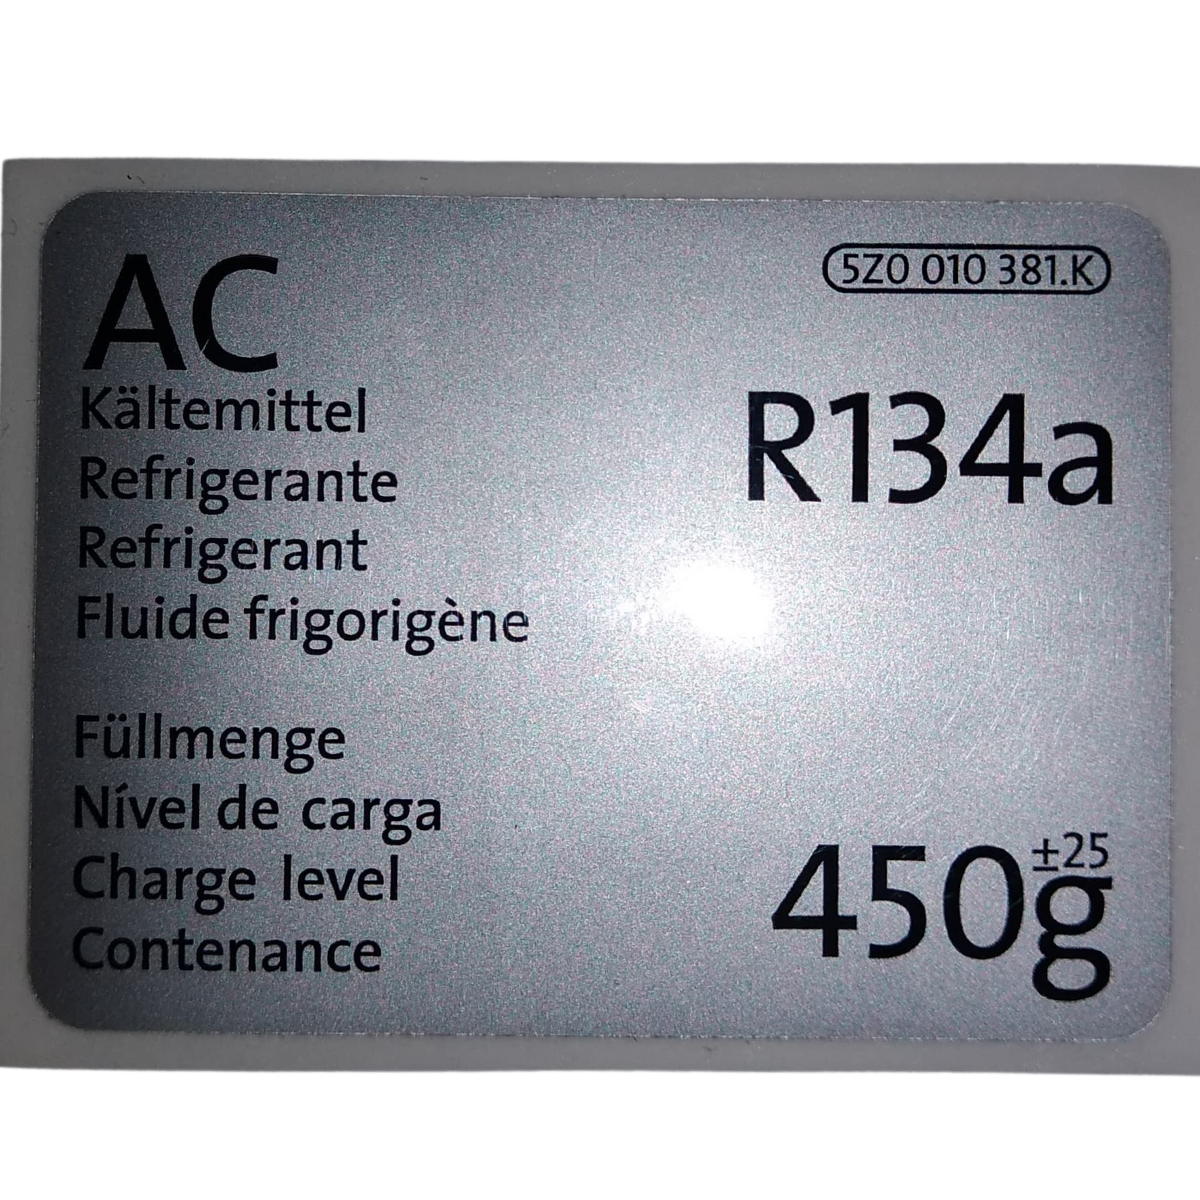 AC
5Z0 010 381.K
Kältemittel
R134a
Refrigerante
Refrigerant
Fluide frigorigène
Füllmenge
Nível de carga
Charge level
450g ±25
Contenance